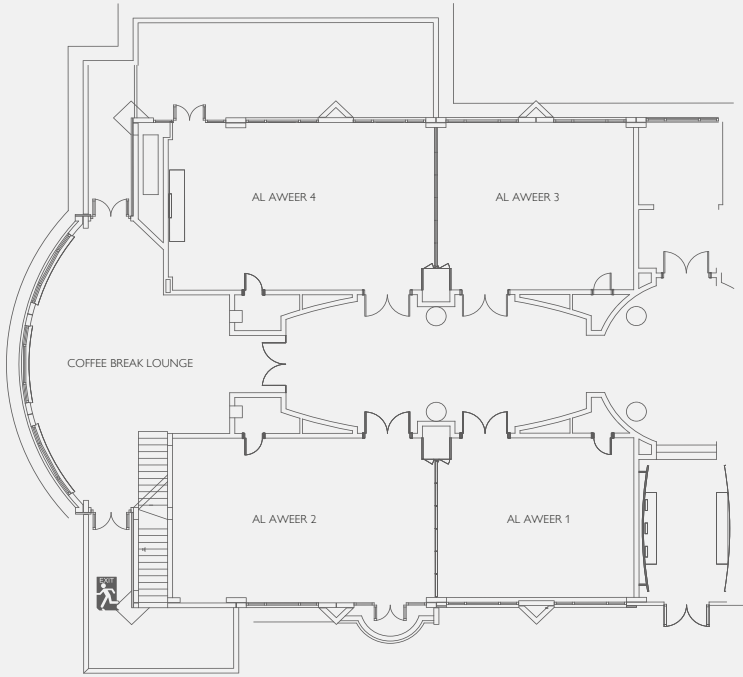 AL AWEER 4
AL AWEER 3
COFFEE BREAK LOUNGE
AL AWEER 2
AL AWEER 1
EXIT